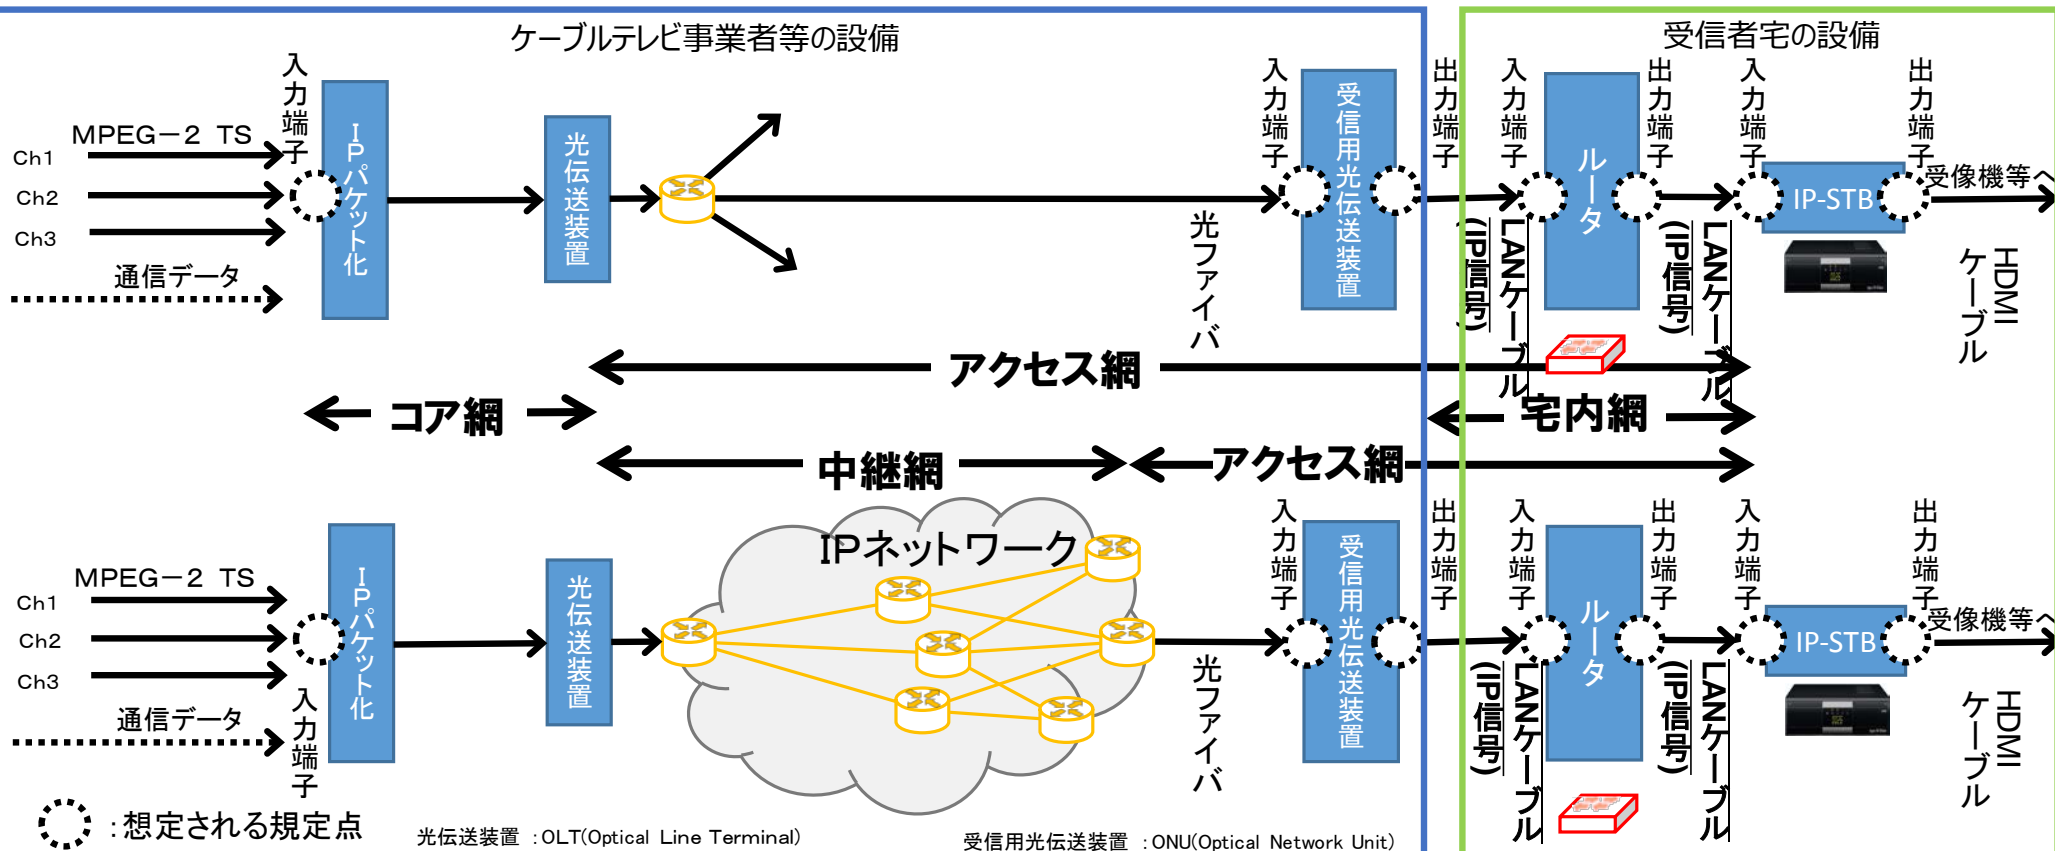 ケーブルテレビ事業者等の設備
受信者宅の設備
入力端子
MPEG－2 TS
Ch1
Ch2
Ch3
通信データ
IPパケット化
光伝送装置
光ファイバ
入力端子
受信用光伝送装置
出力端子
入力端子
LANケーブル
(IP信号)
ルータ
出力端子
LANケーブル
(IP信号)
入力端子
IP-STB
出力端子
受像機等へ
HDMI
ケーブル
アクセス網
コア網
宅内網
中継網
アクセス網
MPEG－2 TS
Ch1
Ch2
Ch3
通信データ
入力端子
IPパケット化
光伝送装置
IPネットワーク
光ファイバ
入力端子
受信用光伝送装置
出力端子
入力端子
LANケーブル
(IP信号)
ルータ
出力端子
LANケーブル
(IP信号)
入力端子
IP-STB
出力端子
受像機等へ
HDMI
ケーブル
：想定される規定点
光伝送装置 ：OLT(Optical Line Terminal)
受信用光伝送装置 ：ONU(Optical Network Unit)